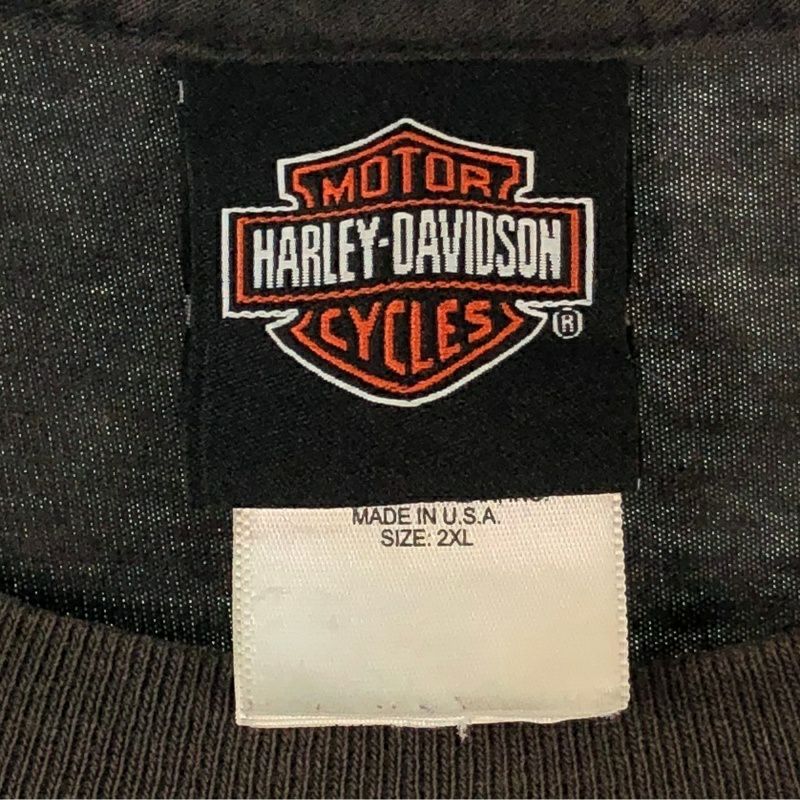 MOTOR
HARLEY-DAVIDSON
CYCLES
®
MADE IN U.S.A.
SIZE: 2XL